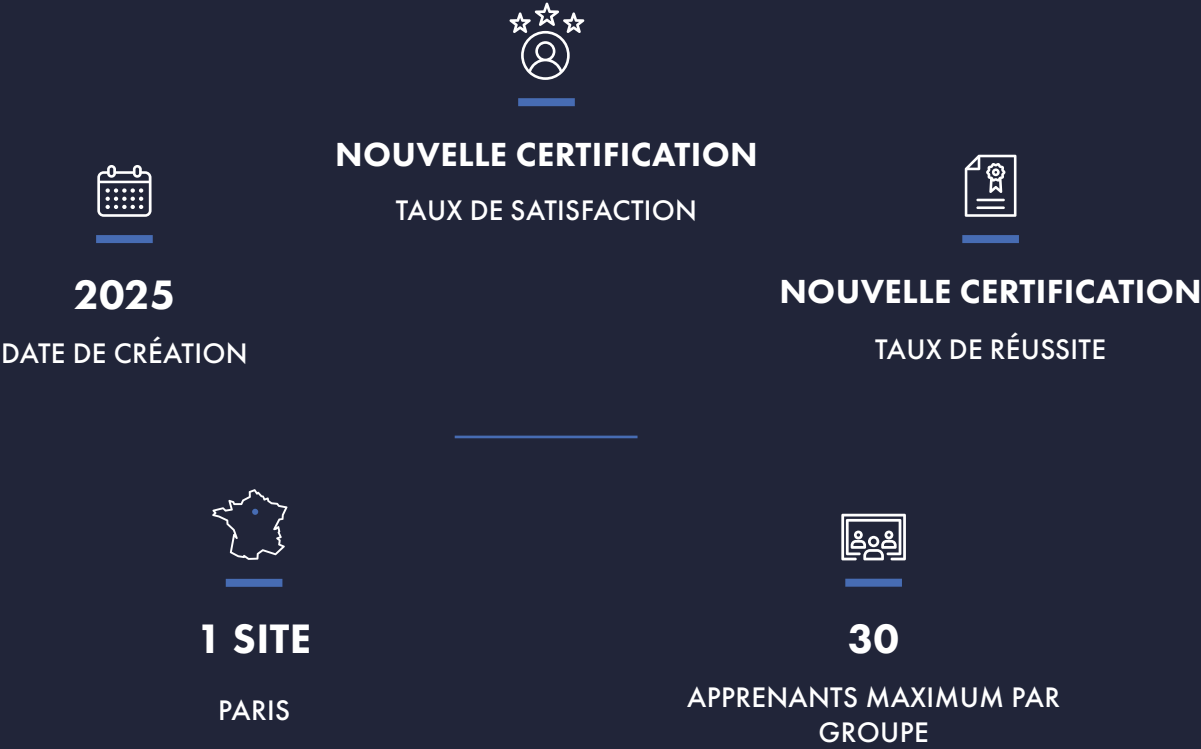 NOUVELLE CERTIFICATION
TAUX DE SATISFACTION
2025
DATE DE CRÉATION
NOUVELLE CERTIFICATION
TAUX DE RÉUSSITE
1 SITE
PARIS
30
APPRENANTS MAXIMUM PAR
GROUPE